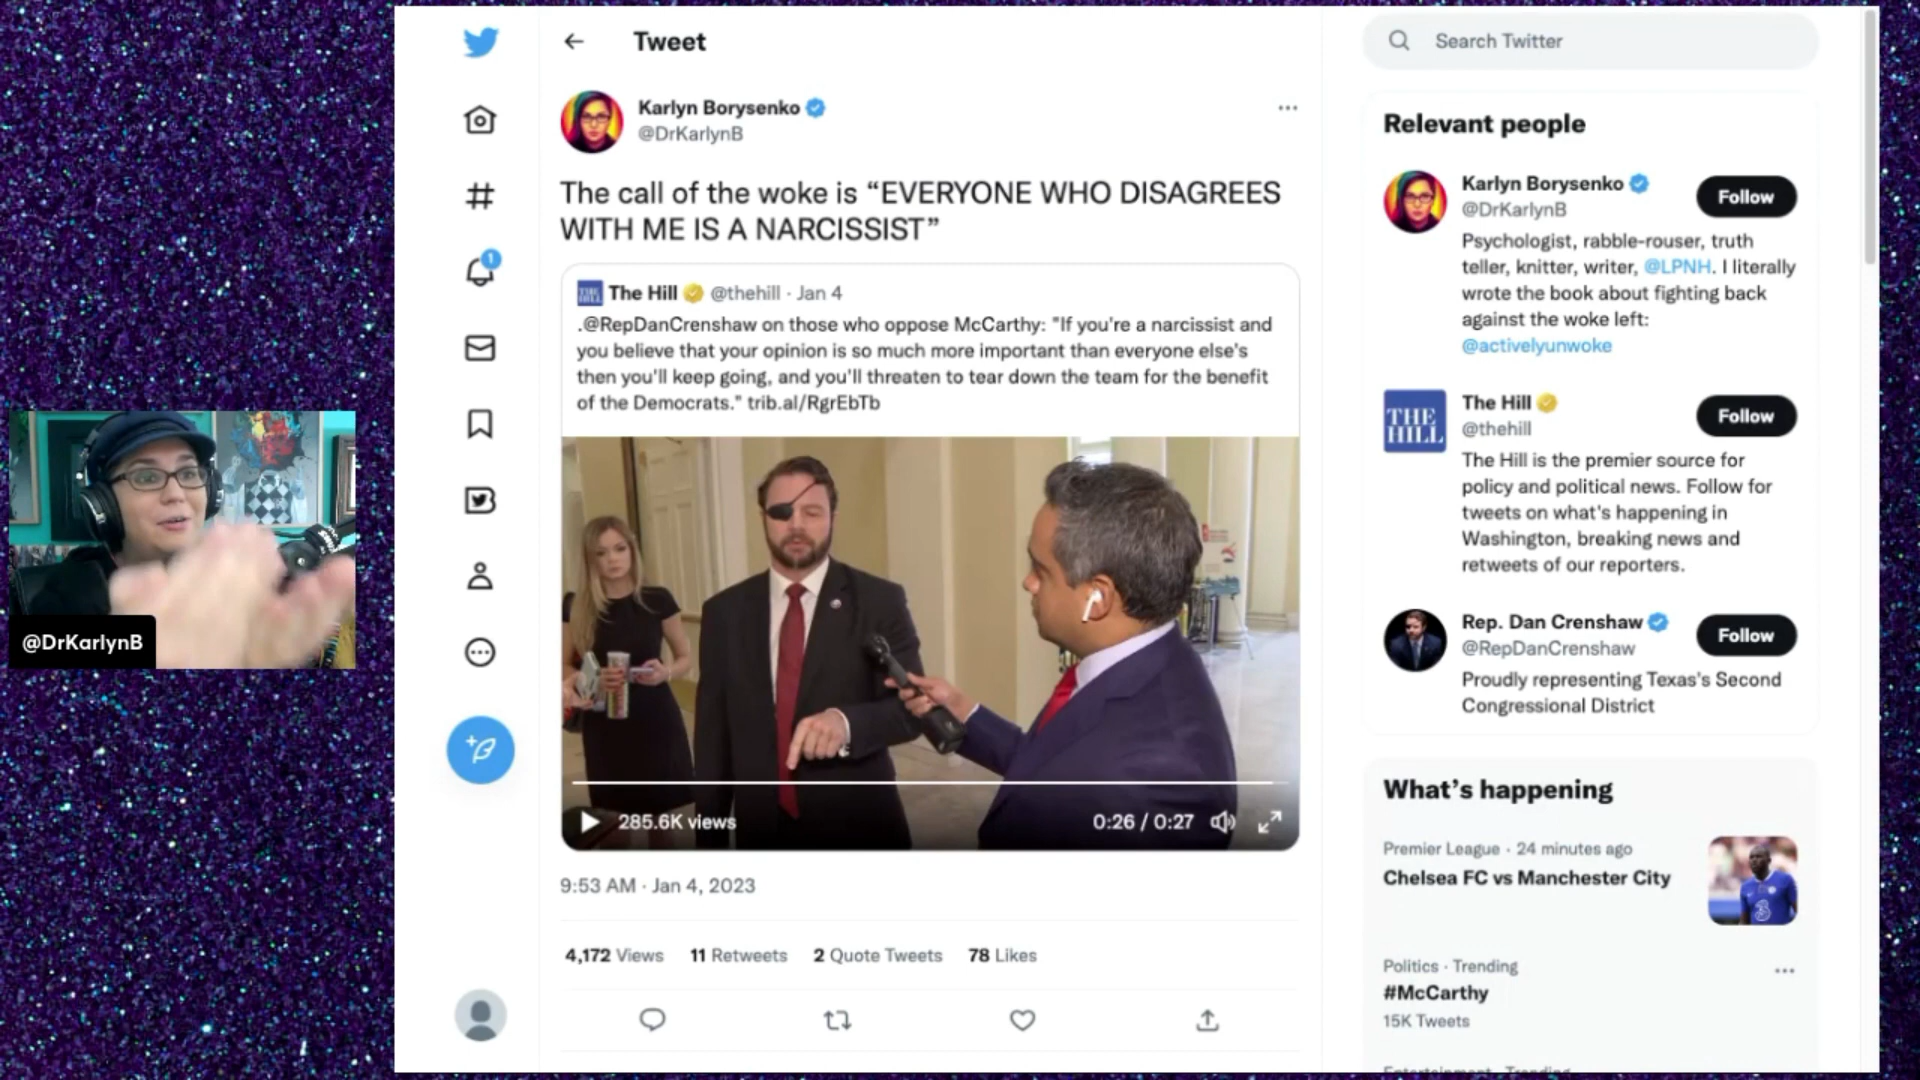 Tweet
Karlyn Borysenko
@DrKarlynB
The call of the woke is “EVERYONE WHO DISAGREES
WITH ME IS A NARCISSIST”
THE HILL
The Hill @thehill · Jan 4
.@RepDanCrenshaw on those who oppose McCarthy: "If you're a narcissist and
you believe that your opinion is so much more important than everyone else's
then you'll keep going, and you'll threaten to tear down the team for the benefit
of the Democrats." trib.al/RgrEbTb
285.6K views
0:26 / 0:27
9:53 AM · Jan 4, 2023
4,172 Views 11 Retweets 2 Quote Tweets 78 Likes
1
@DrKarlynB
Search Twitter
Relevant people
Karlyn Borysenko
@DrKarlynB
Follow
Psychologist, rabble-rouser, truth
teller, knitter, writer, @LPNH. I literally
wrote the book about fighting back
against the woke left:
@activelyunwoke
THE
HILL
The Hill
@thehill
Follow
The Hill is the premier source for
policy and political news. Follow for
tweets on what's happening in
Washington, breaking news and
retweets of our reporters.
Rep. Dan Crenshaw
@RepDanCrenshaw
Follow
Proudly representing Texas's Second
Congressional District
What’s happening
Premier League · 24 minutes ago
Chelsea FC vs Manchester City
3
Politics · Trending
#McCarthy
15K Tweets
Entertainment · Trending